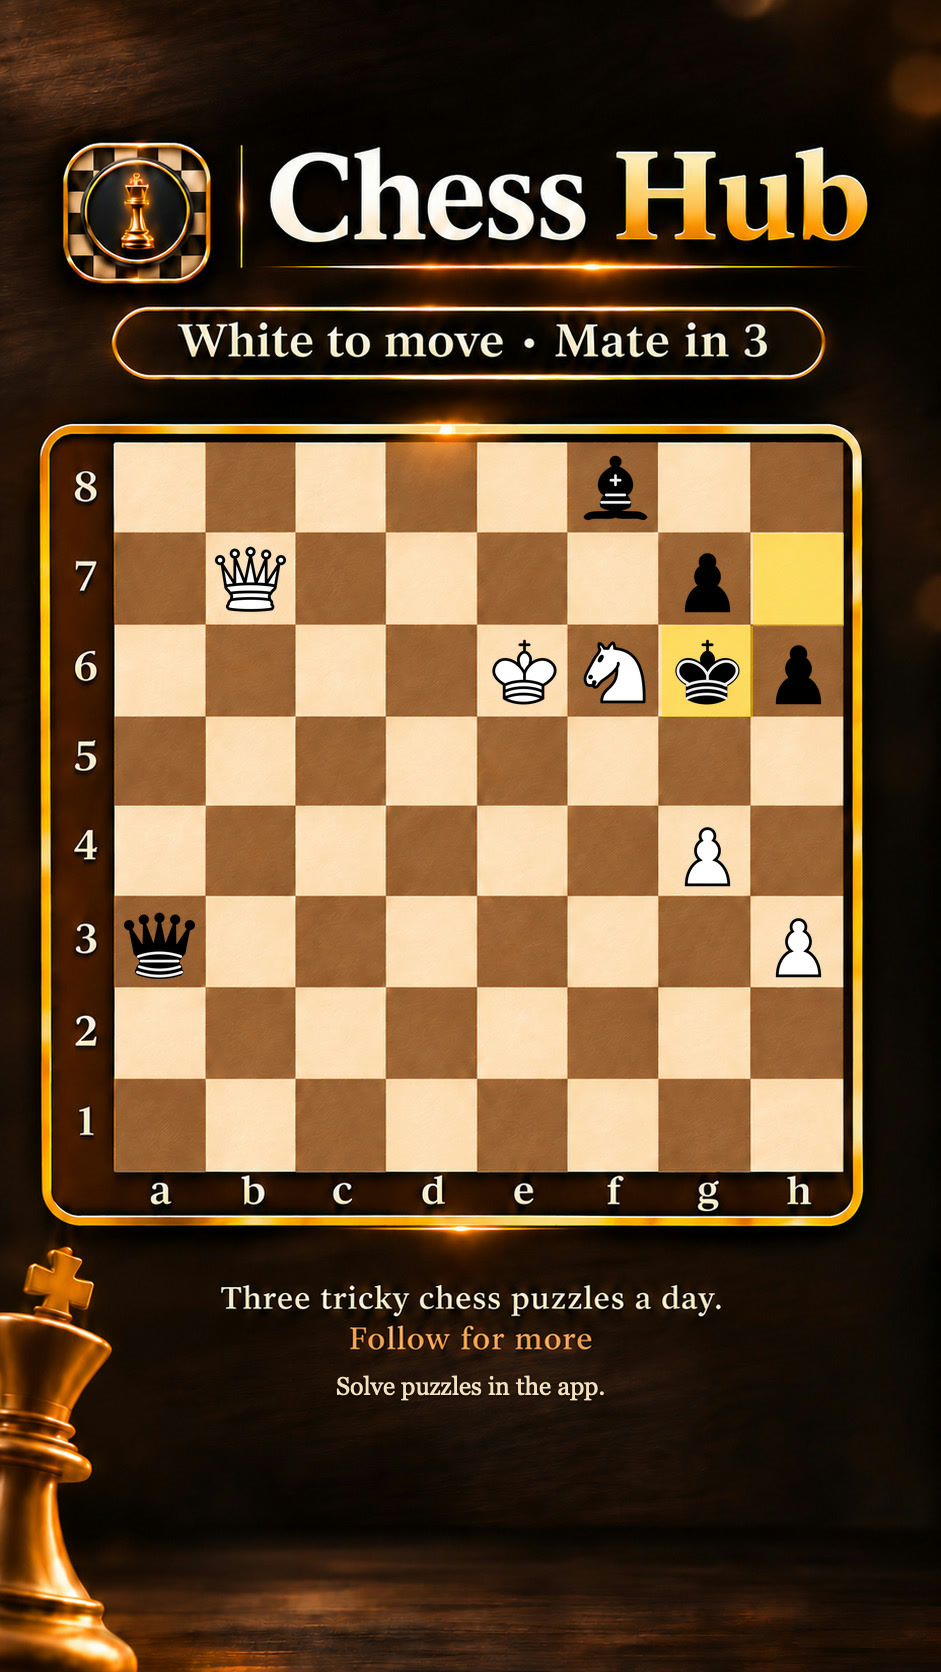 Chess Hub
White to move • Mate in 3
8
7
6
5
4
3
2
1
a b c d e f g h
Three tricky chess puzzles a day.
Follow for more
Solve puzzles in the app.